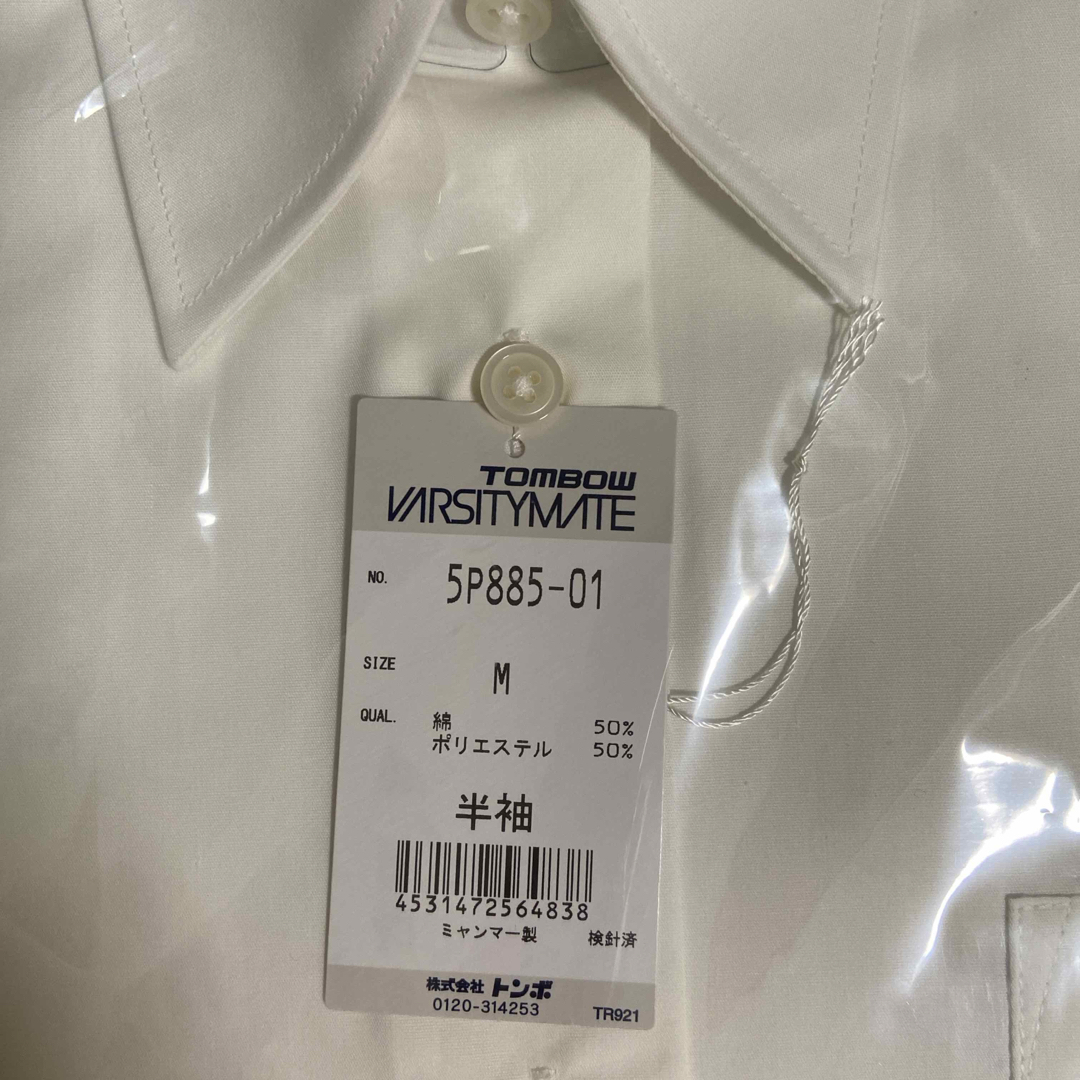 TOMBOW
VARSITYMATE
NO. 5P885-01
SIZE M
QUAL. 綿 50%
ポリエステル 50%
半袖
4531472564838
ミャンマー製 検針済
株式会社 トンボ
0120-314253 TR921